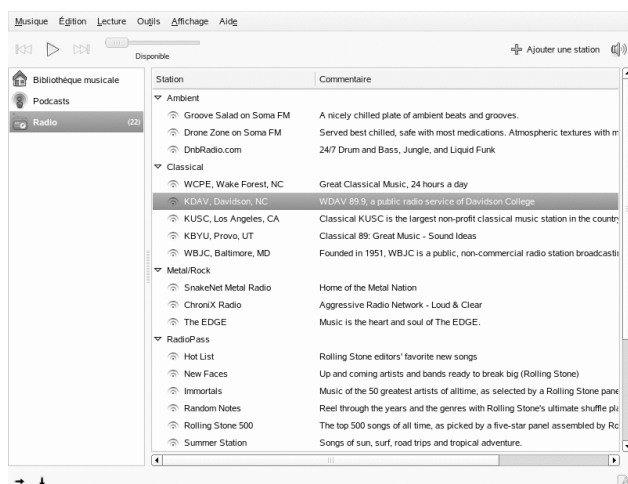 Musique Édition Lecture Outils Affichage Aide
Disponible
Ajouter une station
Bibliothèque musicale
Podcasts
Radio (22)
Station Commentaire
Ambient
Groove Salad on Soma FM A nicely chilled plate of ambient beats and grooves.
Drone Zone on Soma FM Served best chilled, safe with most medications. Atmospheric textures with m
DnbRadio.com 24/7 Drum and Bass, Jungle, and Liquid Funk
Classical
WCPE, Wake Forest, NC Great Classical Music, 24 hours a day
KDAV, Davidson, NC WDAV 89.9, a public radio service of Davidson College
KUSC, Los Angeles, CA Classical KUSC is the largest non-profit classical music station in the country
KBYU, Provo, UT Classical 89: Great Music - Sound Ideas
WBJC, Baltimore, MD Founded in 1951, WBJC is a public, non-commercial radio station broadcastin
Metal/Rock
SnakeNet Metal Radio Home of the Metal Nation
ChroniX Radio Aggressive Radio Network - Loud & Clear
The EDGE Music is the heart and soul of The EDGE.
RadioPass
Hot List Rolling Stone editors' favorite new songs
New Faces Up and coming artists and bands ready to break big (Rolling Stone)
Immortals Music of the 50 greatest artists of alltime, as selected by a Rolling Stone pane
Random Notes Reel through the years and the genres with Rolling Stone's ultimate shuffle pla
Rolling Stone 500 The top 500 songs of all time, as picked by a five-star panel assembled by Ro
Summer Station Songs of sun, surf, road trips and tropical adventure.